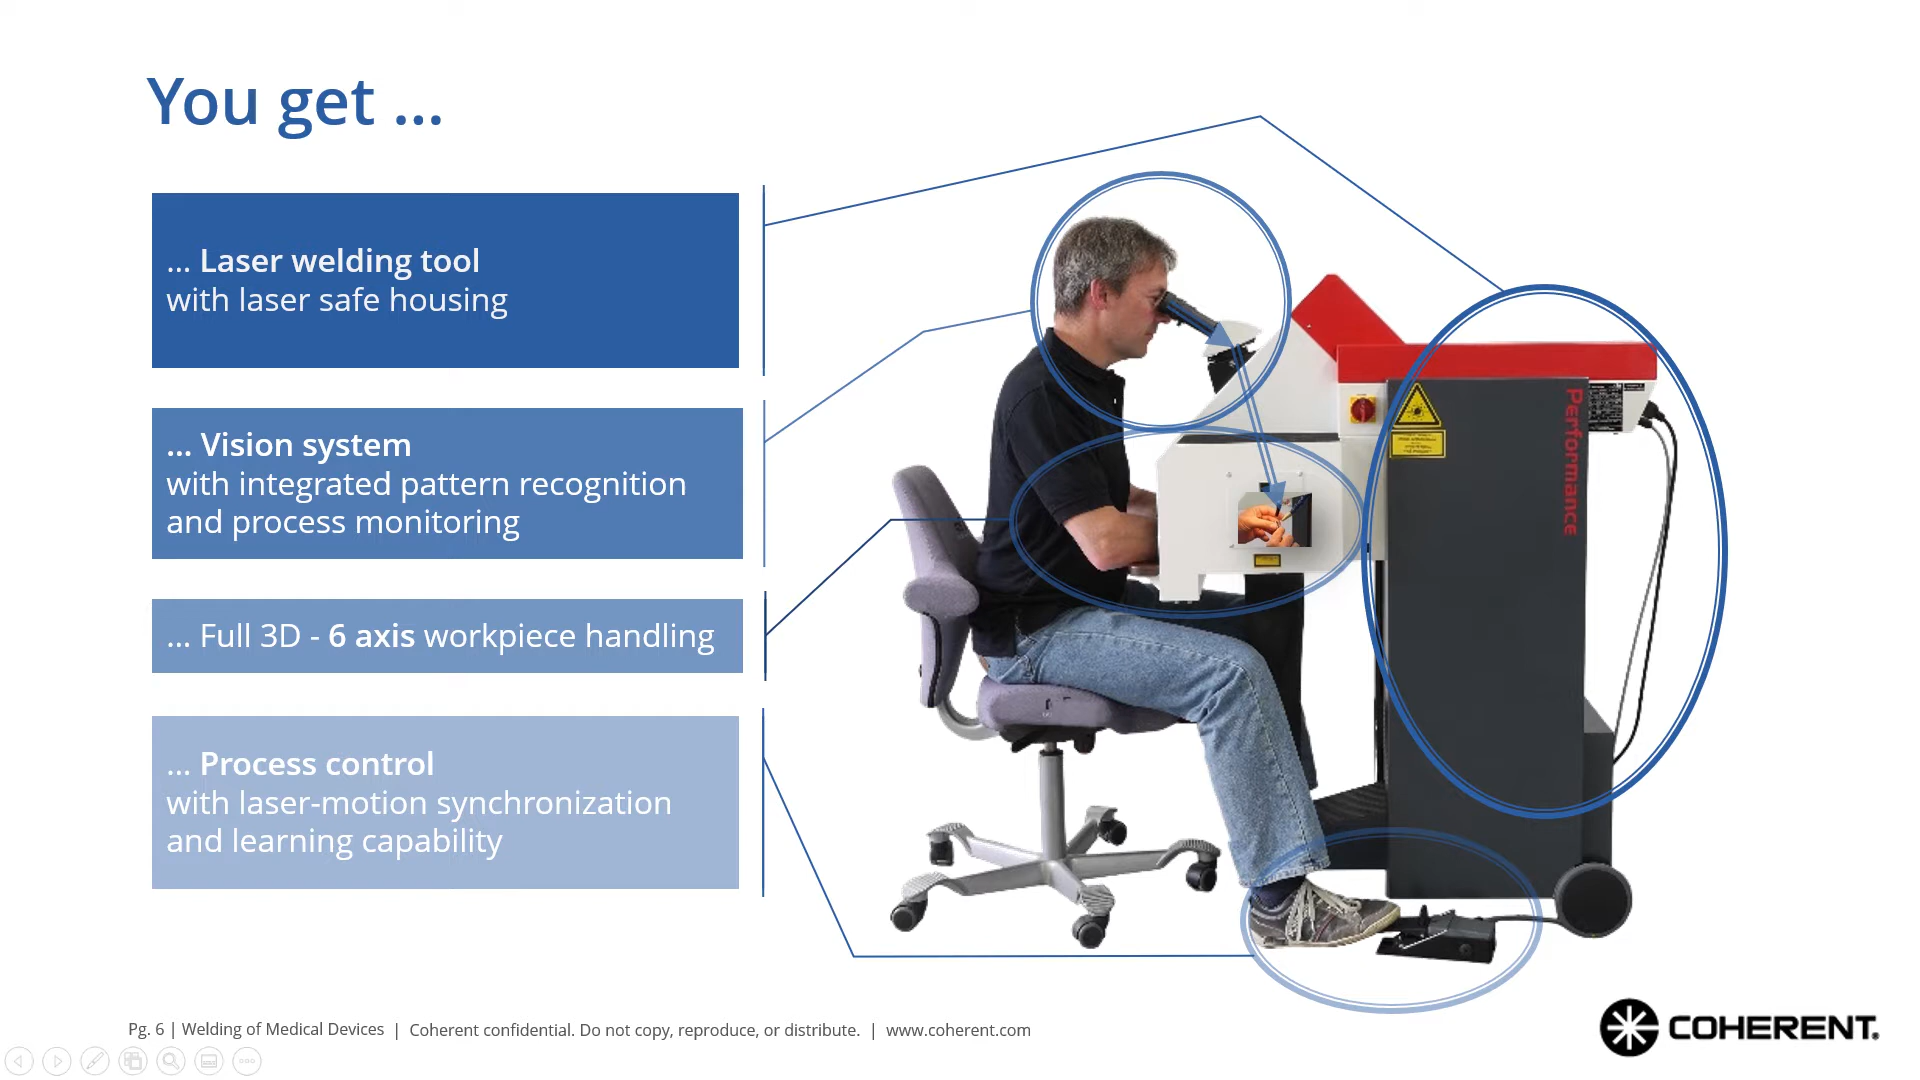 You get ...
... Laser welding tool
with laser safe housing
... Vision system
with integrated pattern recognition
and process monitoring
... Full 3D - 6 axis workpiece handling
... Process control
with laser-motion synchronization
and learning capability
Performance
Pg. 6 | Welding of Medical Devices | Coherent confidential. Do not copy, reproduce, or distribute. | www.coherent.com
COHERENT.